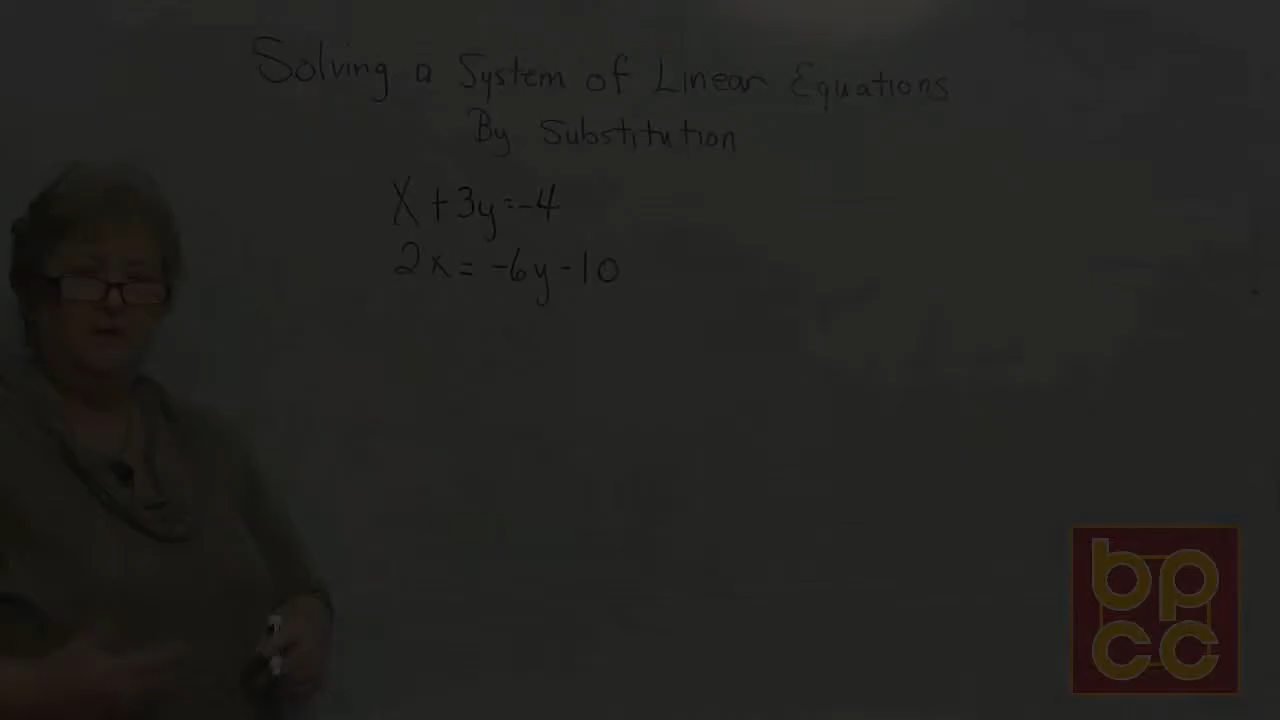 Solving a System of Linear Equations
By Substitution
X + 3y = -4
2x = -6y - 10
bp
cc